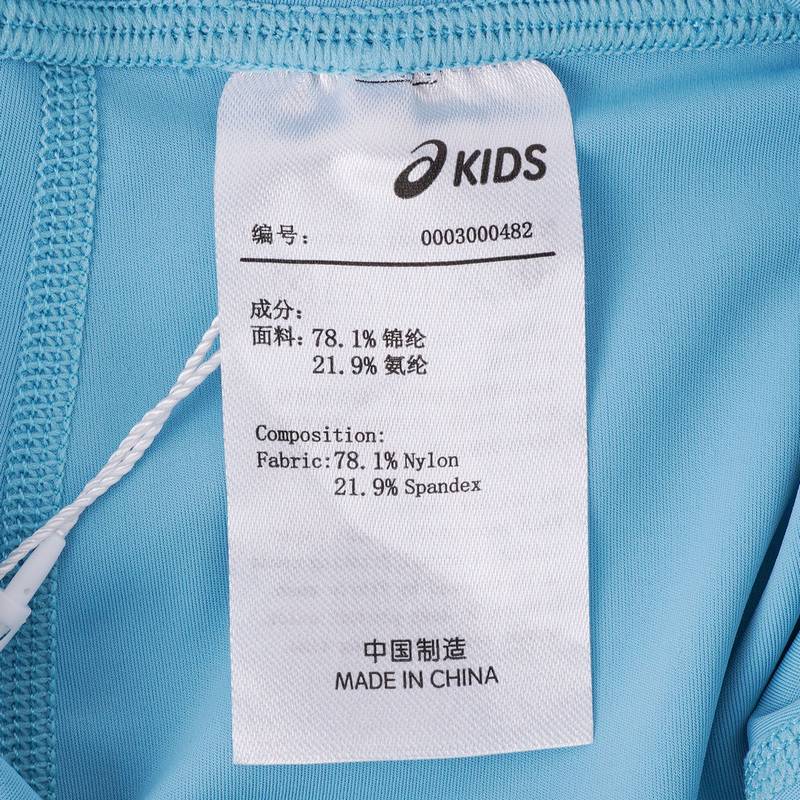 KIDS
编号: 0003000482
成分:
面料: 78.1% 锦纶
21.9% 氨纶
Composition:
Fabric: 78.1% Nylon
21.9% Spandex
中国制造
MADE IN CHINA